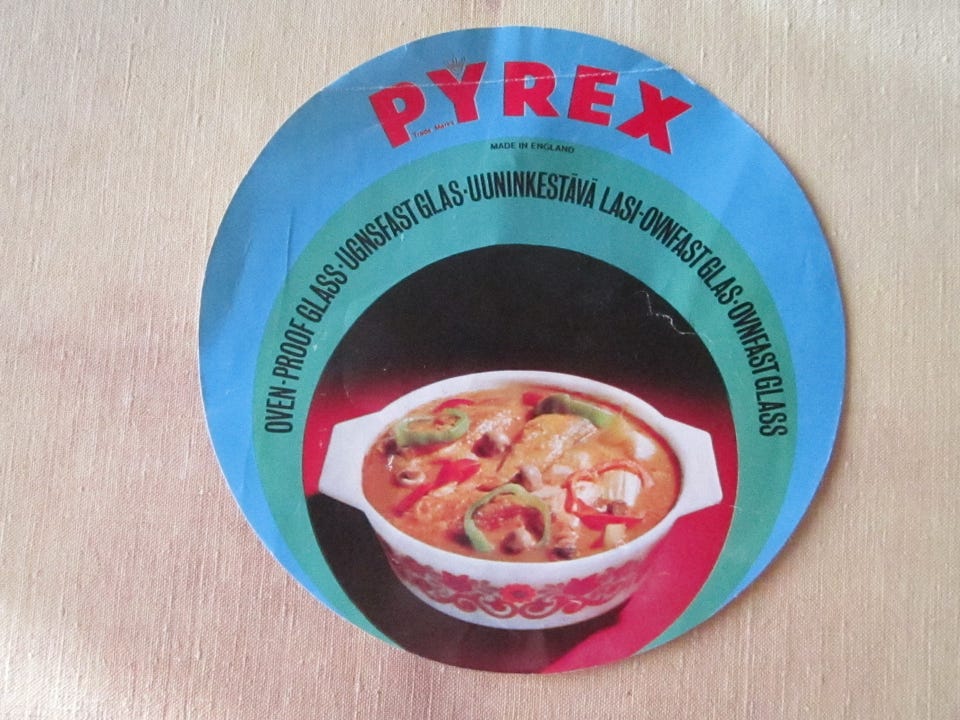 PYREX
Trade Marks
MADE IN ENGLAND
OVEN-PROOF GLASS·UGNSFAST GLAS·UUNINKESTÄVÄ LASI·OVNFAST GLAS·OVNFAST GLASS